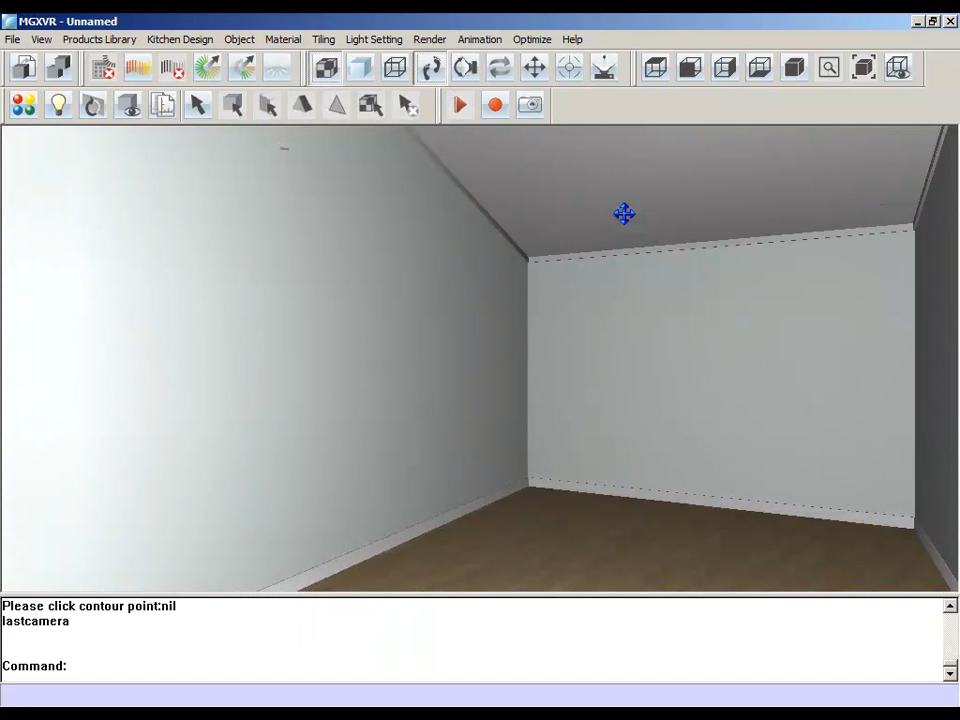 MGXVR - Unnamed
File View Products Library Kitchen Design Object Material Tiling Light Setting Render Animation Optimize Help
Please click contour point:nil
lastcamera
Command: